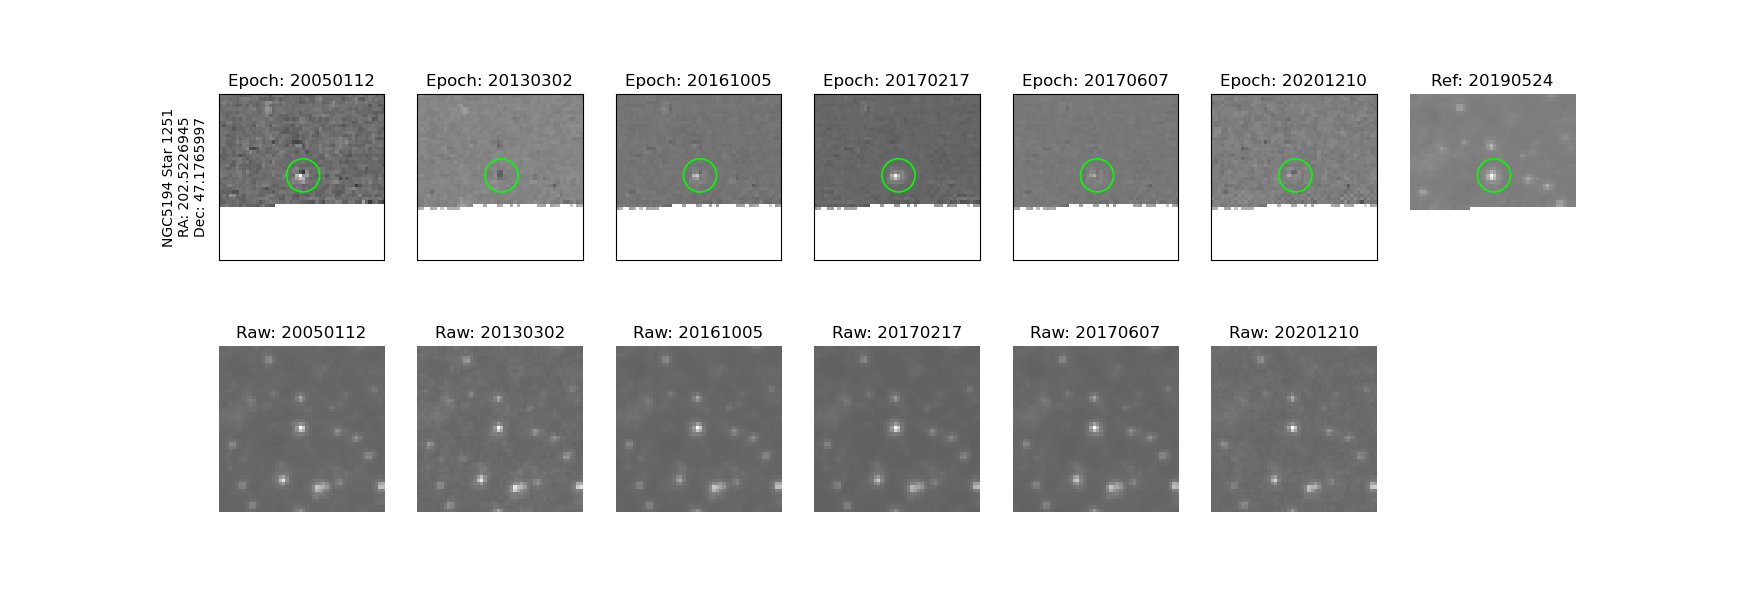 Epoch: 20050112
Epoch: 20130302
Epoch: 20161005
Epoch: 20170217
Epoch: 20170607
Epoch: 20201210
Ref: 20190524
NGC5194 Star 1251
RA: 202.5226945
Dec: 47.1765997
Raw: 20050112
Raw: 20130302
Raw: 20161005
Raw: 20170217
Raw: 20170607
Raw: 20201210